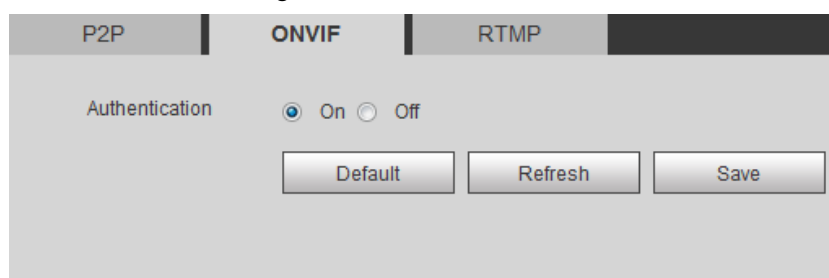 P2P ONVIF RTMP
Authentication On Off
Default Refresh Save